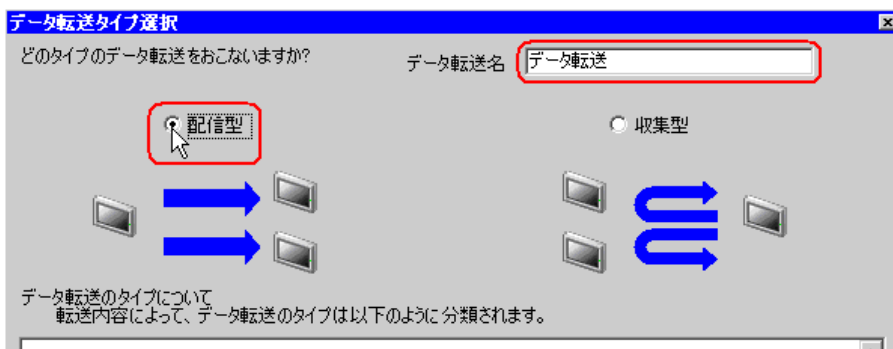 データ転送タイプ選択
どのタイプのデータ転送をおこないますか?
データ転送名 データ転送
配信型
収集型
データ転送のタイプについて
転送内容によって、データ転送のタイプは以下のように分類されます。